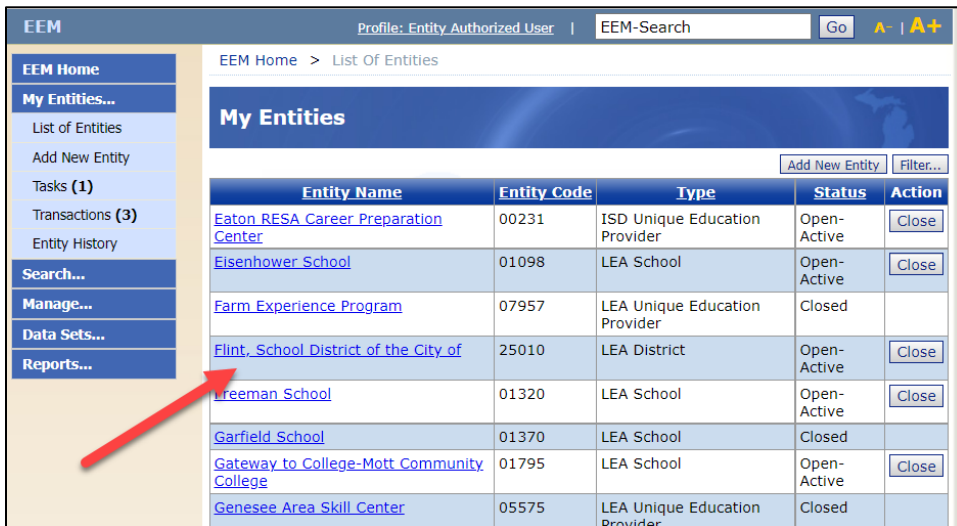 EEM
Profile: Entity Authorized User |
EEM-Search
Go
A- | A+
EEM Home
My Entities...
List of Entities
Add New Entity
Tasks (1)
Transactions (3)
Entity History
Search...
Manage...
Data Sets...
Reports...
EEM Home > List Of Entities
My Entities
Add New Entity Filter...
Entity Name Entity Code Type Status Action
Eaton RESA Career Preparation 00231 ISD Unique Education Open- Close
Center Provider Active
Eisenhower School 01098 LEA School Open- Close
Active
Farm Experience Program 07957 LEA Unique Education Closed
Provider
Flint, School District of the City of 25010 LEA District Open- Close
Active
Freeman School 01320 LEA School Open- Close
Active
Garfield School 01370 LEA School Closed
Gateway to College-Mott Community 01795 LEA School Open- Close
College Active
Genesee Area Skill Center 05575 LEA Unique Education Closed
Provider